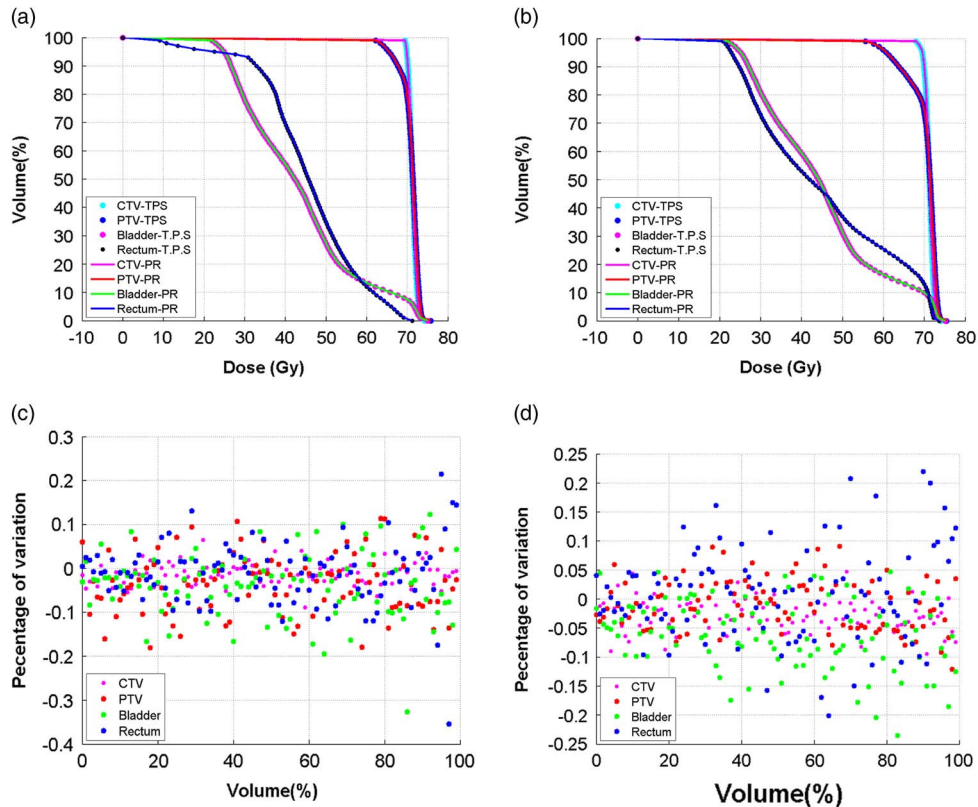 (a)
100
90
80
70
60
50
40
30
20
10
0
Volume(%)
CTV-TPS
PTV-TPS
Bladder-T.P.S
Rectum-T.P.S
CTV-PR
PTV-PR
Bladder-PR
Rectum-PR
-10 0 10 20 30 40 50 60 70 80
Dose (Gy)
(b)
100
90
80
70
60
50
40
30
20
10
0
Volume(%)
CTV-TPS
PTV-TPS
Bladder-T.P.S
Rectum-T.P.S
CTV-PR
PTV-PR
Bladder-PR
Rectum-PR
-10 0 10 20 30 40 50 60 70 80
Dose (Gy)
(c)
0.3
0.2
0.1
0
-0.1
-0.2
-0.3
-0.4
Pecentage of variation
CTV
PTV
Bladder
Rectum
0 20 40 60 80 100
Volume(%)
(d)
0.25
0.2
0.15
0.1
0.05
0
-0.05
-0.1
-0.15
-0.2
-0.25
Pecentage of variation
CTV
PTV
Bladder
Rectum
0 20 40 60 80 100
Volume(%)